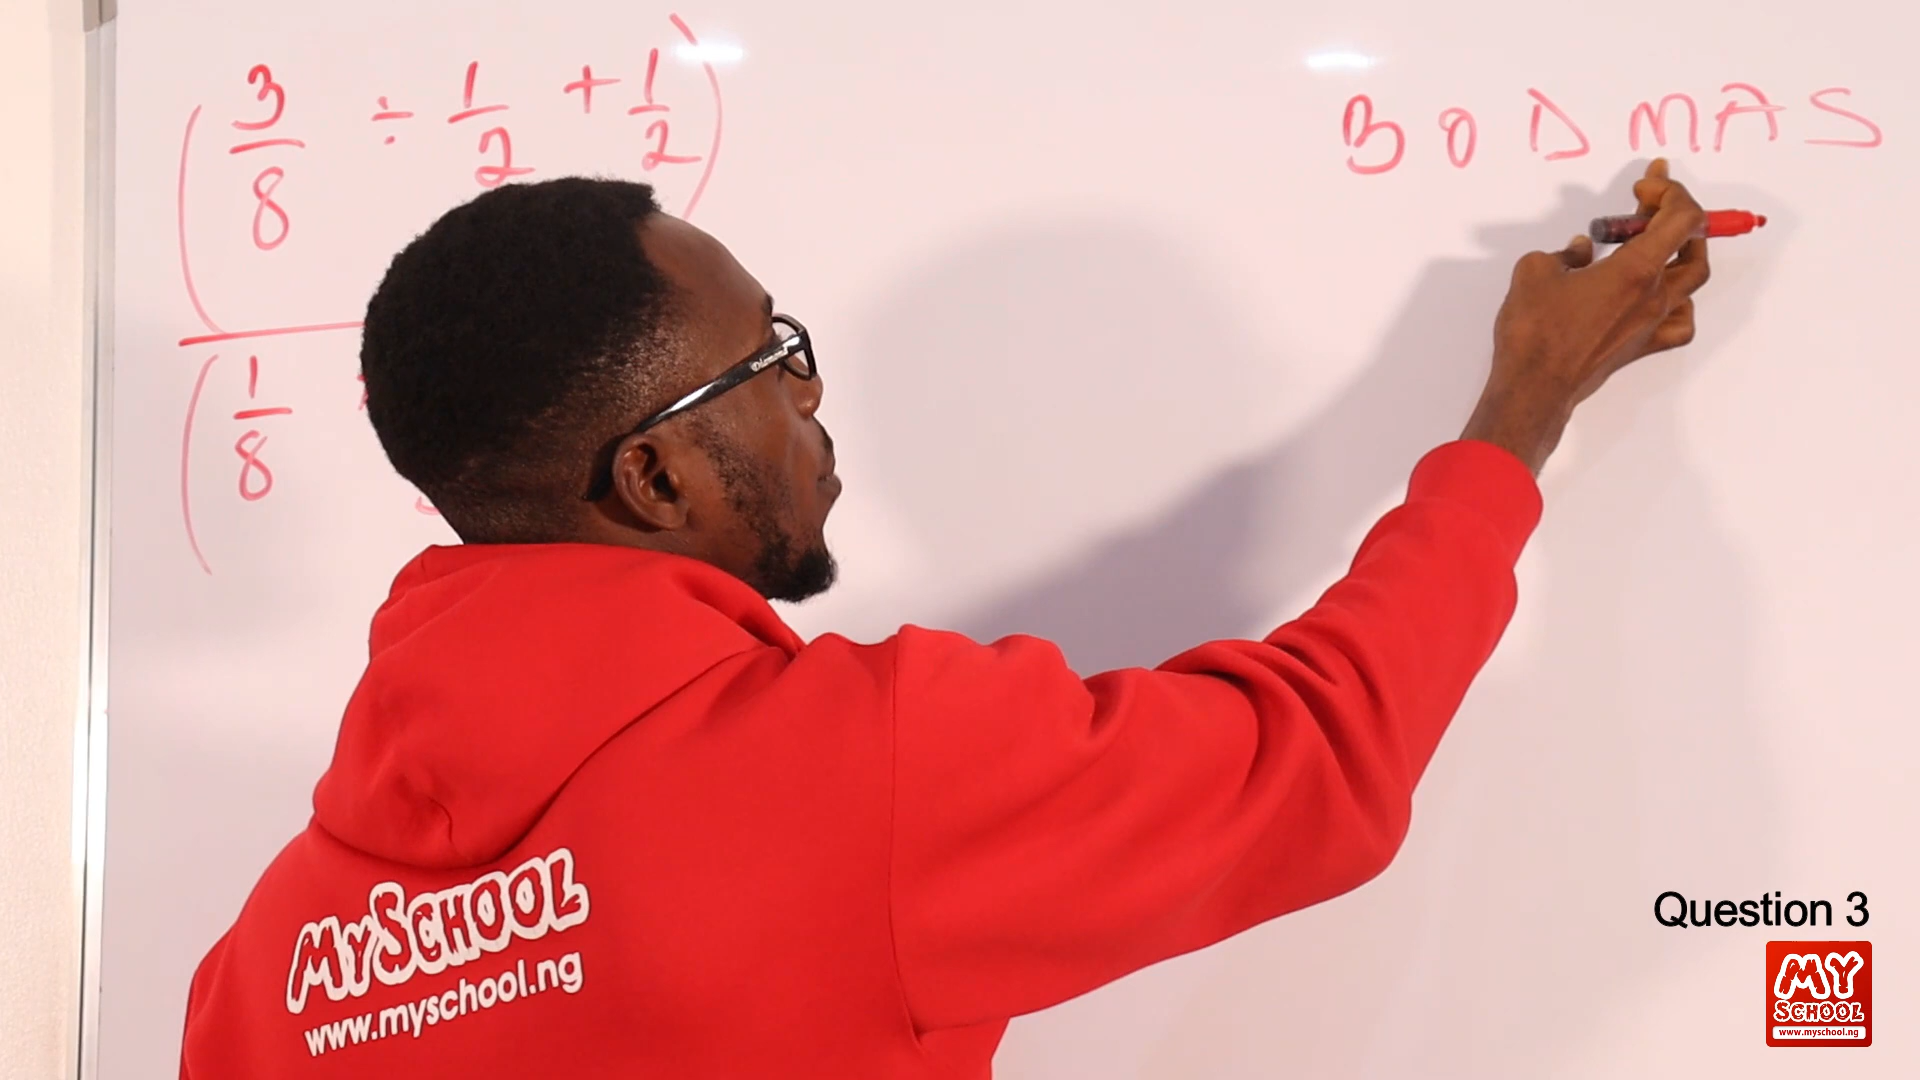 (3/8 ÷ 1/2 + 1/2)
BODMAS
(1/8
MYSCHOOL
www.myschool.ng
Question 3
MY
SCHOOL
www.myschool.ng